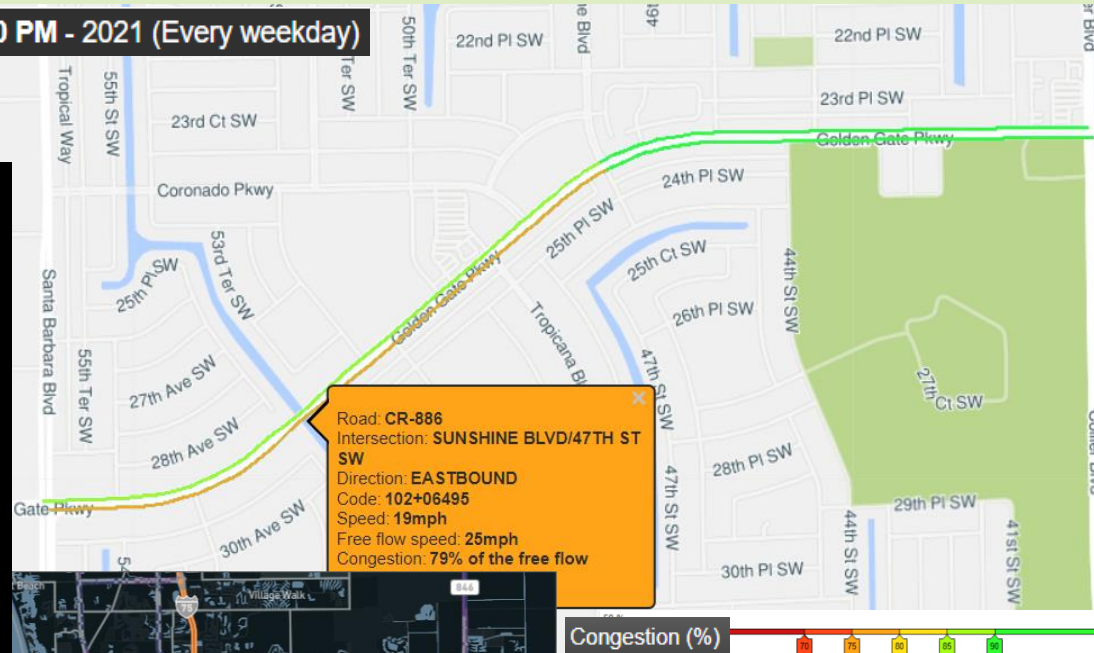 0 PM - 2021 (Every weekday)
Tropical Way
55th St SW
Ter SW
50th Ter SW
22nd Pl SW
Blvd
22nd Pl SW
23rd Ct SW
23rd Pl SW
Golden Gate Pkwy
Coronado Pkwy
24th Pl SW
53rd Ter SW
25th Pl SW
25th Pl SW
25th Ct SW
44th St SW
Santa Barbara Blvd
Golden Gate Pkwy
26th Pl SW
Tropicana Bl
55th Ter SW
27th Ave SW
47th St SW
27th Ct SW
28th Ave SW
28th Pl SW
Gate Pkwy
30th Ave SW
47th St SW
44th St SW
29th Pl SW
41st St SW
30th Pl SW
Road: CR-886
Intersection: SUNSHINE BLVD/47TH ST
SW
Direction: EASTBOUND
Code: 102+06495
Speed: 19mph
Free flow speed: 25mph
Congestion: 79% of the free flow
Beach
75
Village Walk
846
Congestion (%)
70
75
80
85
90